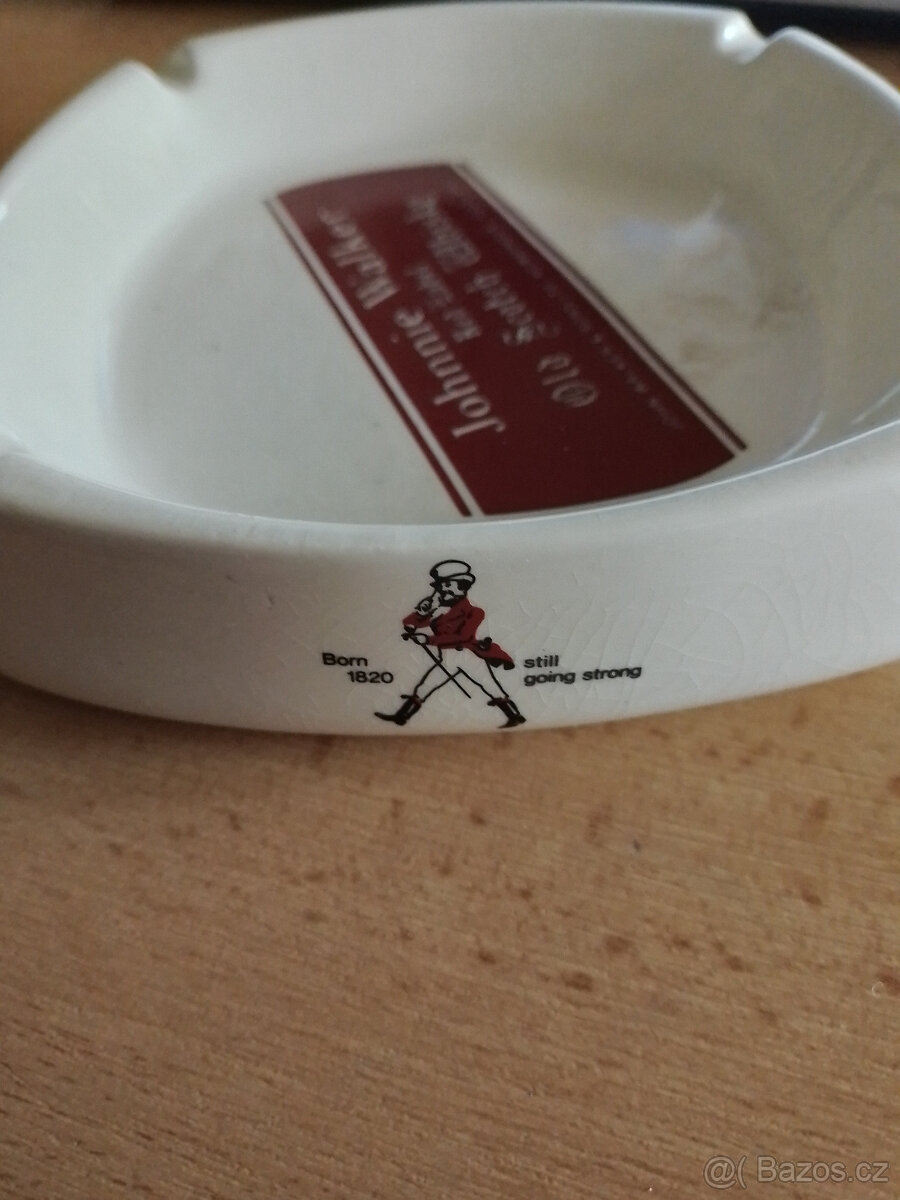 Johnnie Walker
Red Label
Old Scotch Whisky
Born
1820
still
going strong
@( Bazos.cz